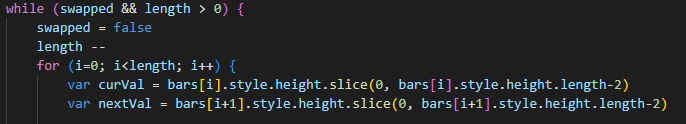 while (swapped && length > 0) {
swapped = false
length --
for (i=0; i<length; i++) {
var curVal = bars[i].style.height.slice(0, bars[i].style.height.length-2)
var nextVal = bars[i+1].style.height.slice(0, bars[i+1].style.height.length-2)